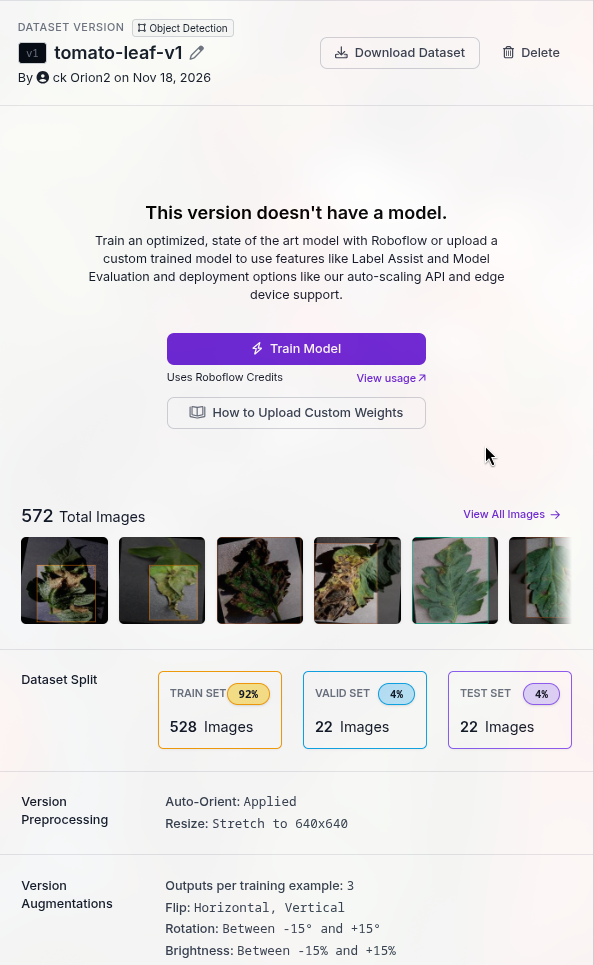 DATASET VERSION Object Detection
v1 tomato-leaf-v1
Download Dataset Delete
By ck Orion2 on Nov 18, 2026
This version doesn't have a model.
Train an optimized, state of the art model with Roboflow or upload a
custom trained model to use features like Label Assist and Model
Evaluation and deployment options like our auto-scaling API and edge
device support.
Train Model
Uses Roboflow Credits View usage
How to Upload Custom Weights
572 Total Images View All Images
Dataset Split
TRAIN SET 92%
528 Images
VALID SET 4%
22 Images
TEST SET 4%
22 Images
Version
Preprocessing
Auto-Orient: Applied
Resize: Stretch to 640x640
Version
Augmentations
Outputs per training example: 3
Flip: Horizontal, Vertical
Rotation: Between -15° and +15°
Brightness: Between -15% and +15%